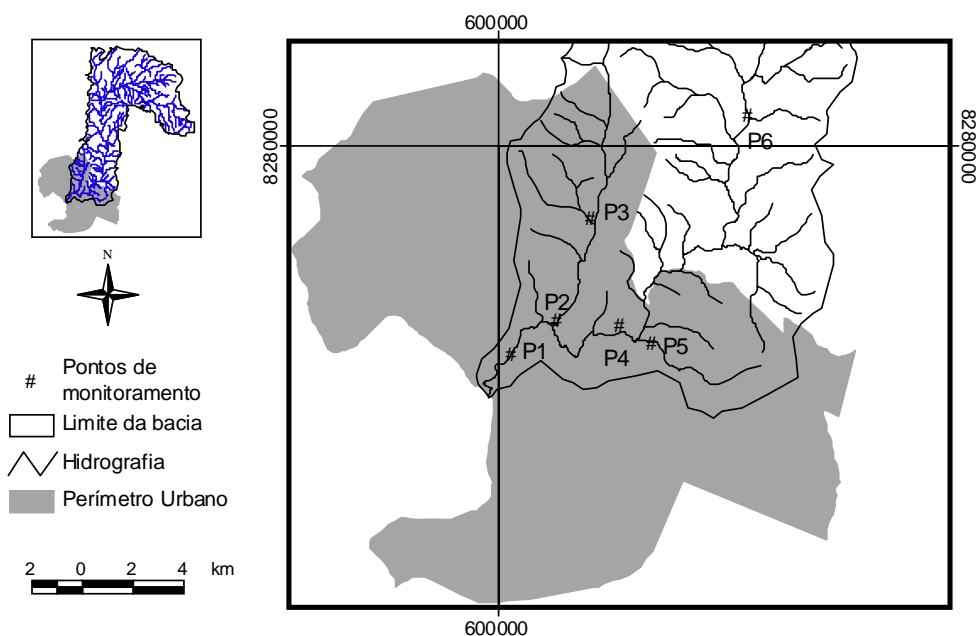 600000
8280000
8280000
P6
P3
P2
P1
P4
P5
N
# Pontos de
monitoramento
Limite da bacia
Hidrografia
Perímetro Urbano
2 0 2 4 km
600000